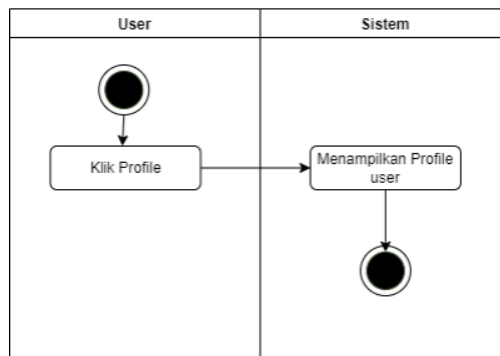 User
Sistem
Klik Profile
Menampilkan Profile
user